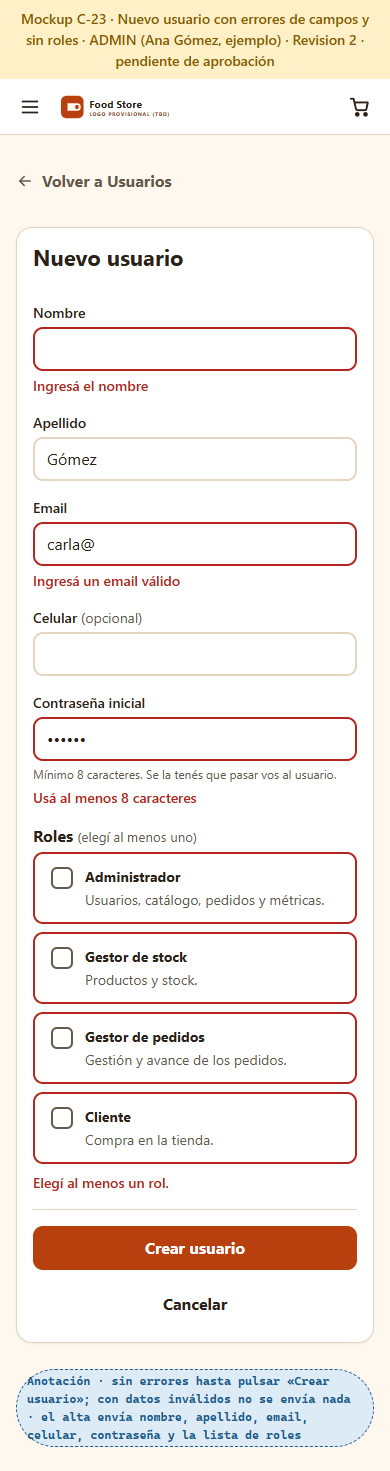 Mockup C-23 · Nuevo usuario con errores de campos y
sin roles · ADMIN (Ana Gómez, ejemplo) · Revision 2 ·
pendiente de aprobación
Food Store
LOGO PROVISIONAL (TBD)
← Volver a Usuarios
Nuevo usuario
Nombre
Ingresá el nombre
Apellido
Gómez
Email
carla@
Ingresá un email válido
Celular (opcional)
Contraseña inicial
••••••
Mínimo 8 caracteres. Se la tenés que pasar vos al usuario.
Usá al menos 8 caracteres
Roles (elegí al menos uno)
Administrador
Usuarios, catálogo, pedidos y métricas.
Gestor de stock
Productos y stock.
Gestor de pedidos
Gestión y avance de los pedidos.
Cliente
Compra en la tienda.
Elegí al menos un rol.
Crear usuario
Cancelar
Anotación · sin errores hasta pulsar «Crear
usuario»; con datos inválidos no se envía nada
· el alta envía nombre, apellido, email,
celular, contraseña y la lista de roles